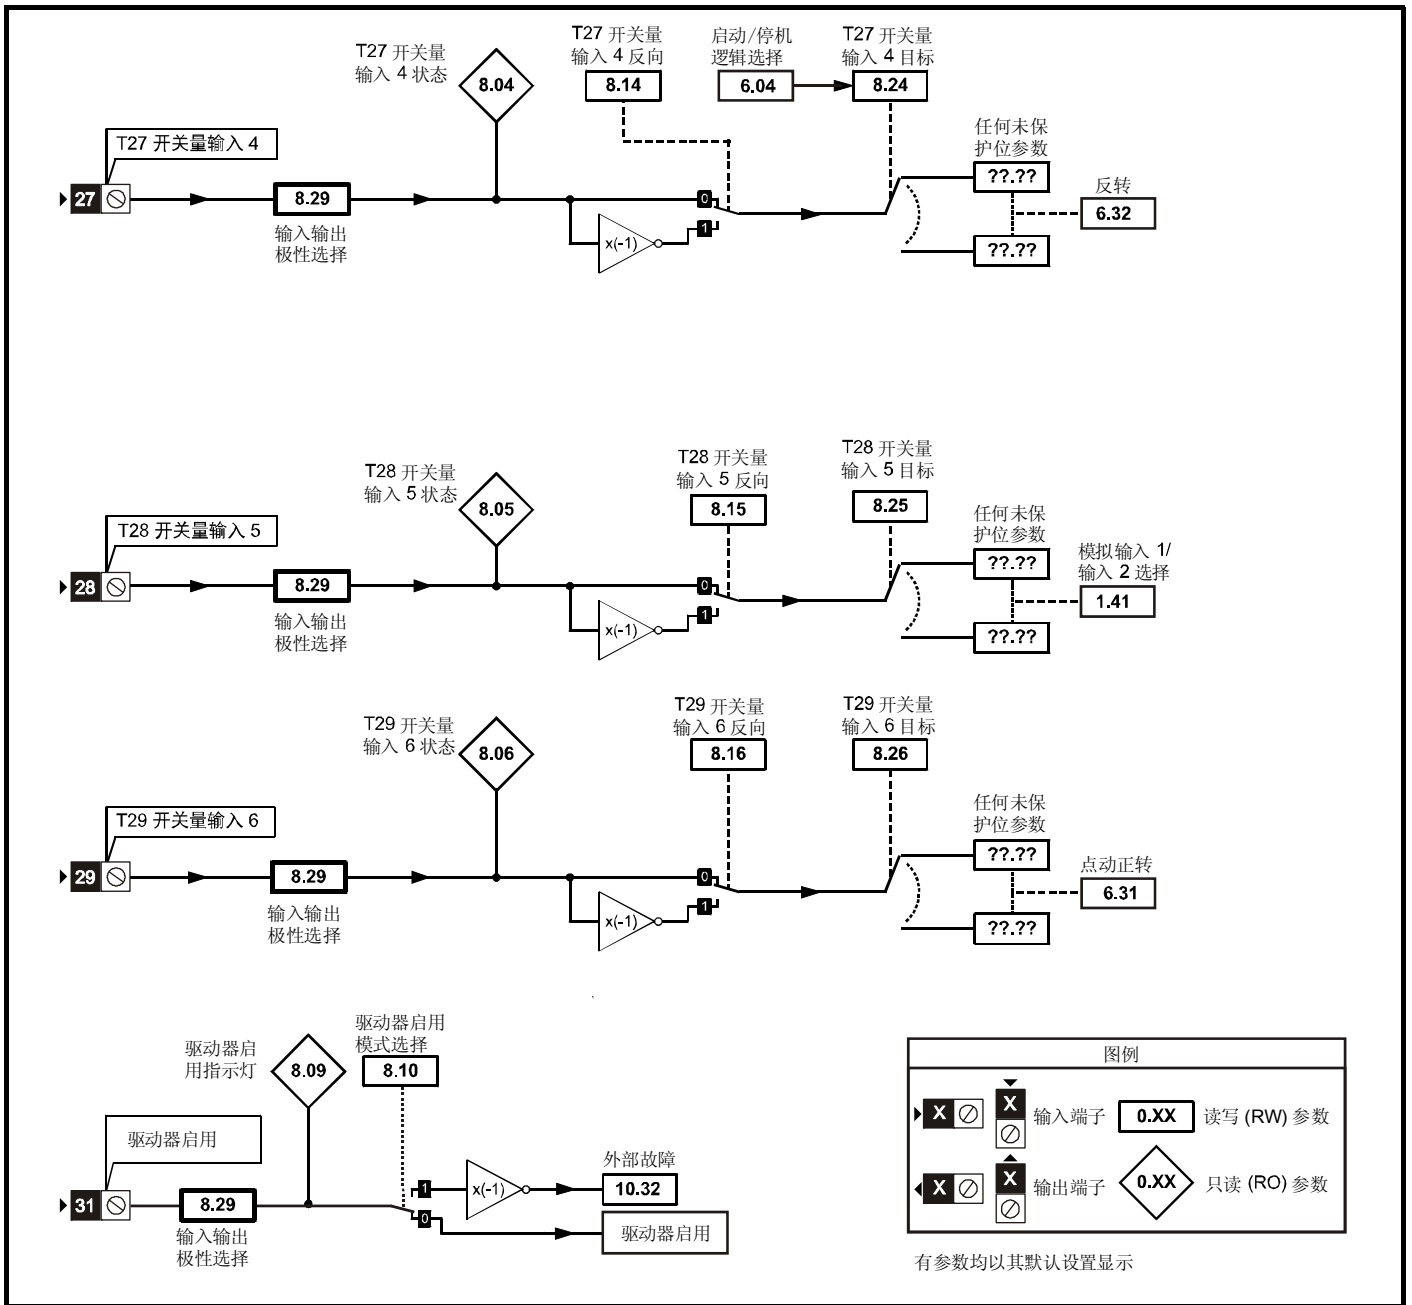 T27 开关量
输入 4 状态
8.04
T27 开关量
输入 4 反向
8.14
启动/停机
逻辑选择
6.04
T27 开关量
输入 4 目标
8.24
T27 开关量输入 4
27
8.29
输入输出
极性选择
0
1
x(-1)
任何未保
护位参数
??.??
??.??
反转
6.32
T28 开关量
输入 5 状态
8.05
T28 开关量
输入 5 反向
8.15
T28 开关量
输入 5 目标
8.25
T28 开关量输入 5
28
8.29
输入输出
极性选择
0
1
x(-1)
任何未保
护位参数
??.??
??.??
模拟输入 1/
输入 2 选择
1.41
T29 开关量
输入 6 状态
8.06
T29 开关量
输入 6 反向
8.16
T29 开关量
输入 6 目标
8.26
T29 开关量输入 6
29
8.29
输入输出
极性选择
0
1
x(-1)
任何未保
护位参数
??.??
??.??
点动正转
6.31
驱动器启
用指示灯
8.09
驱动器启用
模式选择
8.10
驱动器启用
31
8.29
输入输出
极性选择
1
0
x(-1)
外部故障
10.32
驱动器启用
图例
X
X
输入端子
0.XX
读写 (RW) 参数
X
X
输出端子
0.XX
只读 (RO) 参数
有参数均以其默认设置显示